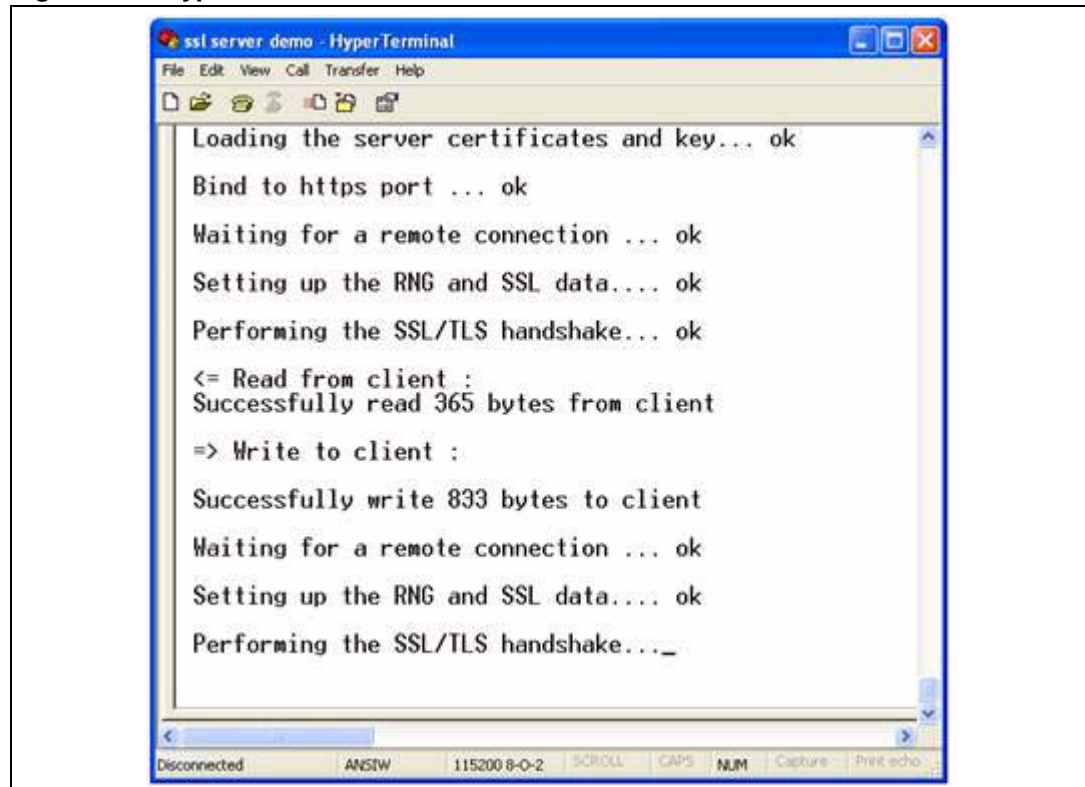 ssl server demo - HyperTerminal
File Edit View Call Transfer Help
Loading the server certificates and key... ok
Bind to https port ... ok
Waiting for a remote connection ... ok
Setting up the RNG and SSL data.... ok
Performing the SSL/TLS handshake... ok
<= Read from client :
Successfully read 365 bytes from client
=> Write to client :
Successfully write 833 bytes to client
Waiting for a remote connection ... ok
Setting up the RNG and SSL data.... ok
Performing the SSL/TLS handshake..._
Disconnected ANSIW 115200 8-O-2 SCROLL CAPS NUM Capture Print echo